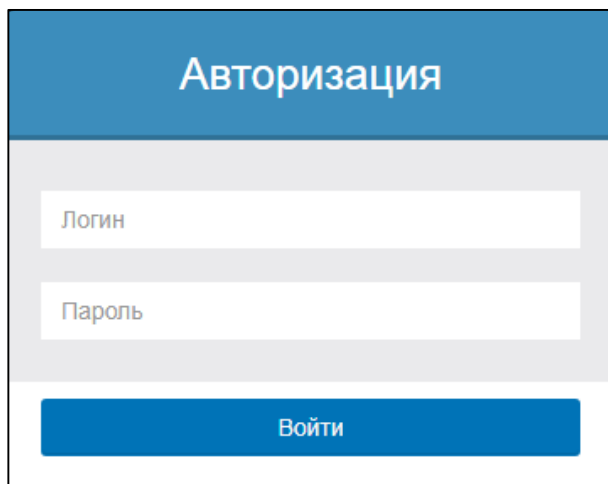 Авторизация
Логин
Пароль
Войти